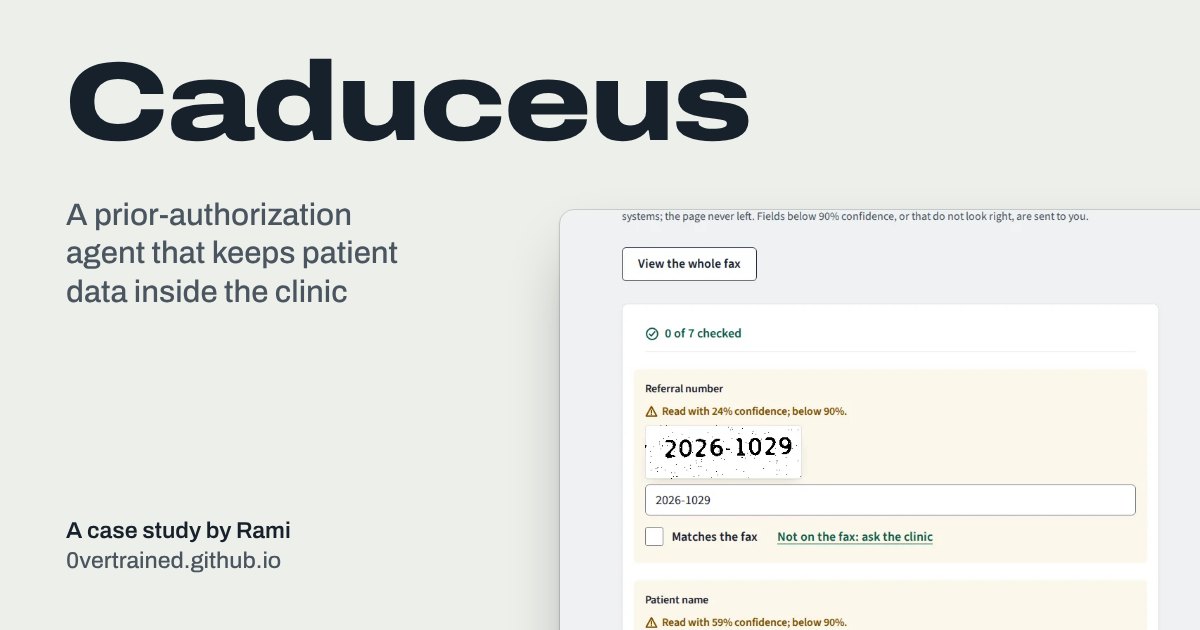 Caduceus
A prior-authorization
agent that keeps patient
data inside the clinic
A case study by Rami
0vertrained.github.io
systems; the page never left. Fields below 90% confidence, or that do not look right, are sent to you.
View the whole fax
0 of 7 checked
Referral number
Read with 24% confidence; below 90%.
2026-1029
2026-1029
Matches the fax Not on the fax: ask the clinic
Patient name
Read with 59% confidence; below 90%.